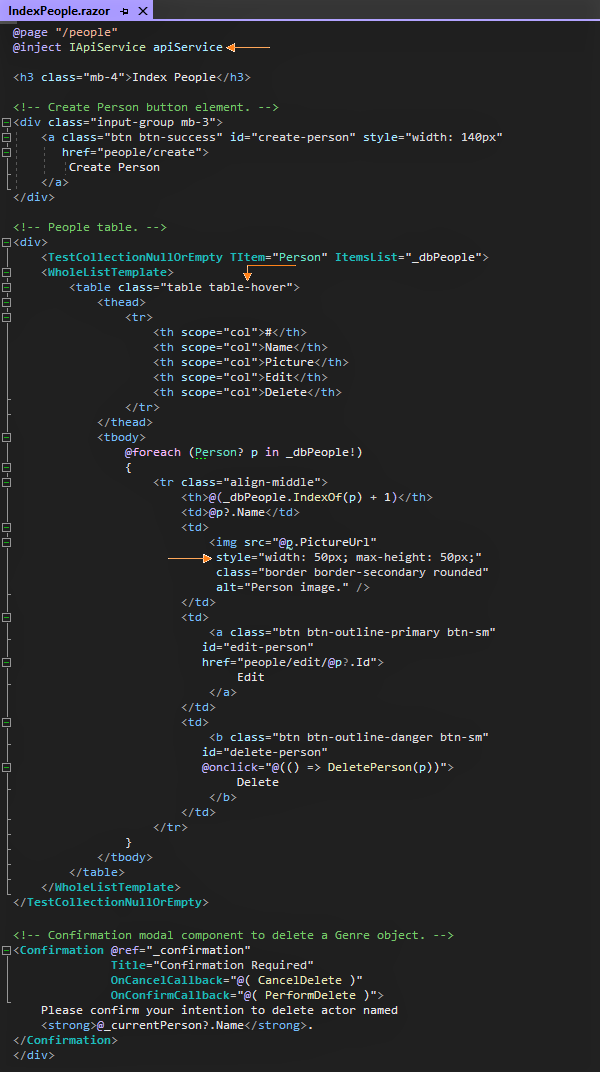 IndexPeople.razor
@page "/people"
@inject IApiService apiService
<h3 class="mb-4">Index People</h3>
<!-- Create Person button element. -->
<div class="input-group mb-3">
<a class="btn btn-success" id="create-person" style="width: 140px"
href="people/create">
Create Person
</a>
</div>
<!-- People table. -->
<div>
<TestCollectionNullOrEmpty TItem="Person" ItemsList="_dbPeople">
<WholeListTemplate>
<table class="table table-hover">
<thead>
<tr>
<th scope="col">#</th>
<th scope="col">Name</th>
<th scope="col">Picture</th>
<th scope="col">Edit</th>
<th scope="col">Delete</th>
</tr>
</thead>
<tbody>
@foreach (Person? p in _dbPeople!)
{
<tr class="align-middle">
<th>@(_dbPeople.IndexOf(p) + 1)</th>
<td>@p?.Name</td>
<td>
<img src="@p.PictureUrl"
style="width: 50px; max-height: 50px;"
class="border border-secondary rounded"
alt="Person image." />
</td>
<td>
<a class="btn btn-outline-primary btn-sm"
id="edit-person"
href="people/edit/@p?.Id">
Edit
</a>
</td>
<td>
<b class="btn btn-outline-danger btn-sm"
id="delete-person"
@onclick="@(() => DeletePerson(p))">
Delete
</b>
</td>
</tr>
}
</tbody>
</table>
</WholeListTemplate>
</TestCollectionNullOrEmpty>
<!-- Confirmation modal component to delete a Genre object. -->
<Confirmation @ref="_confirmation"
Title="Confirmation Required"
OnCancelCallback="@( CancelDelete )"
OnConfirmCallback="@( PerformDelete )">
Please confirm your intention to delete actor named
<strong>@_currentPerson?.Name</strong>.
</Confirmation>
</div>